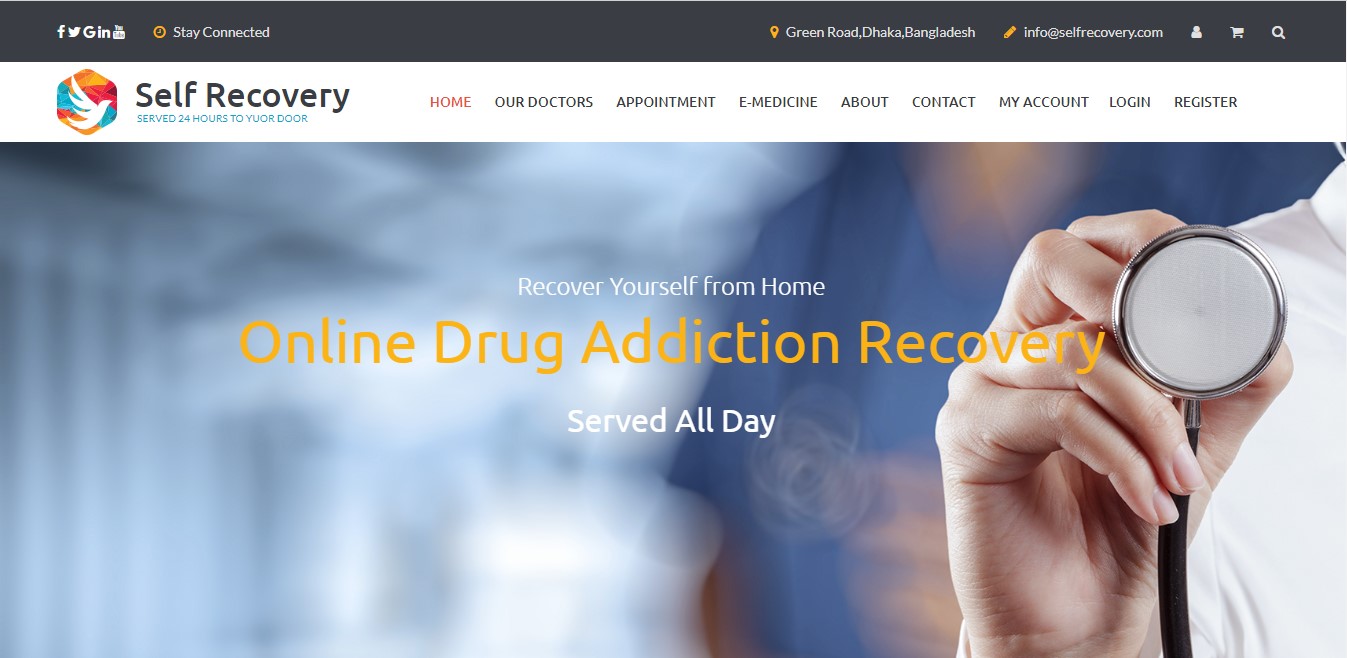 Stay Connected
Green Road,Dhaka,Bangladesh
info@selfrecovery.com
Self Recovery
SERVED 24 HOURS TO YUOR DOOR
HOME OUR DOCTORS APPOINTMENT E-MEDICINE ABOUT CONTACT MY ACCOUNT LOGIN REGISTER
Recover Yourself from Home
Online Drug Addiction Recovery
Served All Day